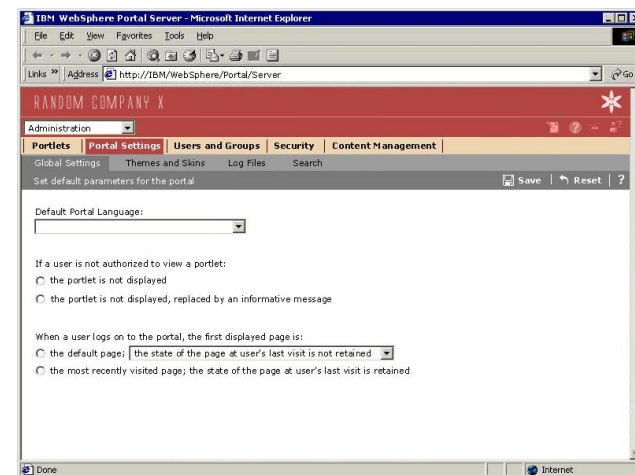 IBM WebSphere Portal Server - Microsoft Internet Explorer
File Edit View Favorites Tools Help
Links » Address http://IBM/WebSphere/Portal/Server Go
RANDOM COMPANY X
Administration
Portlets Portal Settings Users and Groups Security Content Management
Global Settings Themes and Skins Log Files Search
Set default parameters for the portal Save Reset ?
Default Portal Language:
If a user is not authorized to view a portlet:
the portlet is not displayed
the portlet is not displayed, replaced by an informative message
When a user logs on to the portal, the first displayed page is:
the default page; the state of the page at user's last visit is not retained
the most recently visited page; the state of the page at user's last visit is retained
Done Internet